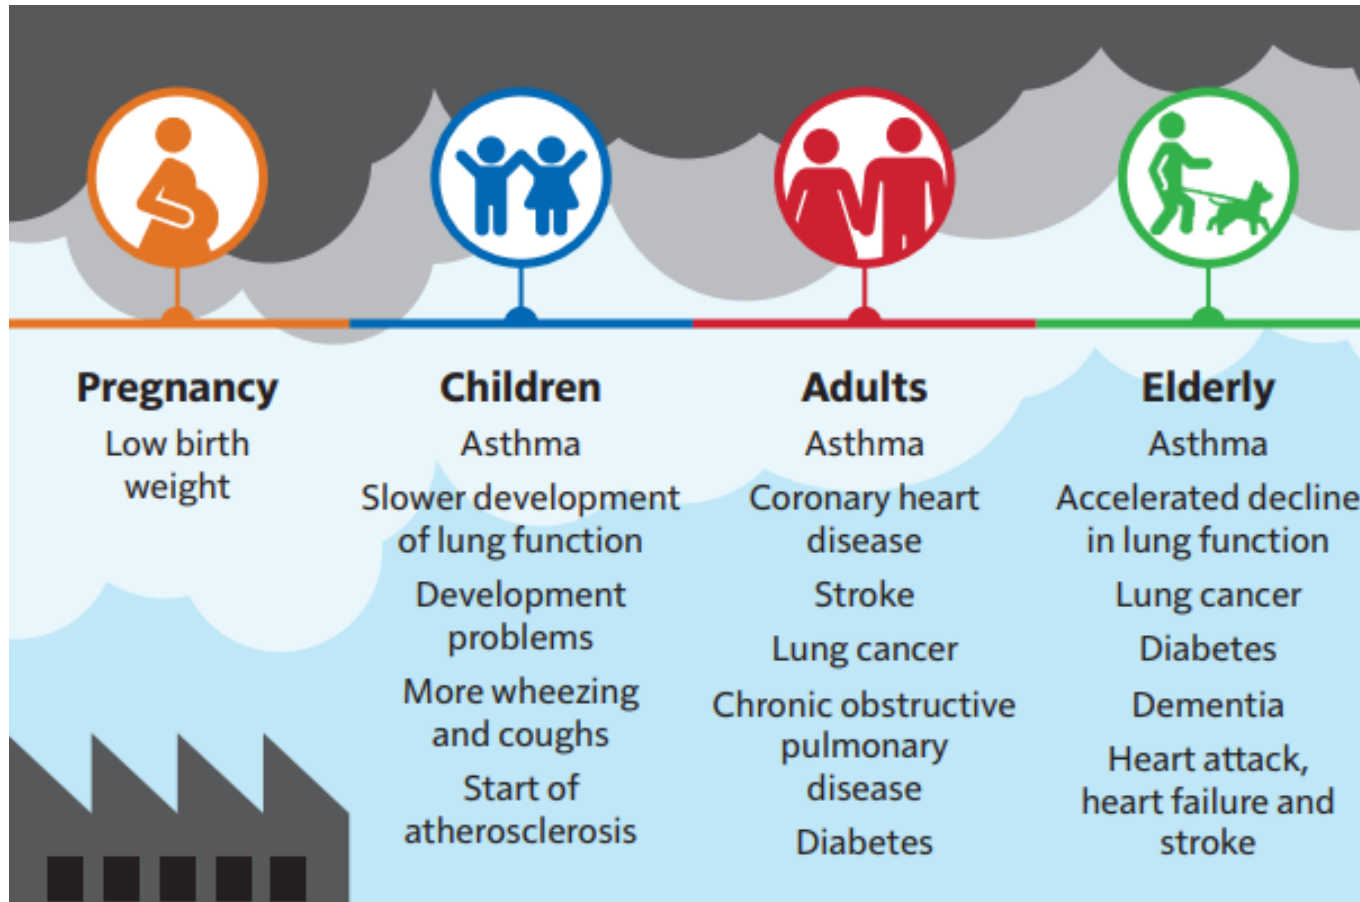 Pregnancy
Low birth
weight
Children
Asthma
Slower development
of lung function
Development
problems
More wheezing
and coughs
Start of
atherosclerosis
Adults
Asthma
Coronary heart
disease
Stroke
Lung cancer
Chronic obstructive
pulmonary
disease
Diabetes
Elderly
Asthma
Accelerated decline
in lung function
Lung cancer
Diabetes
Dementia
Heart attack,
heart failure and
stroke